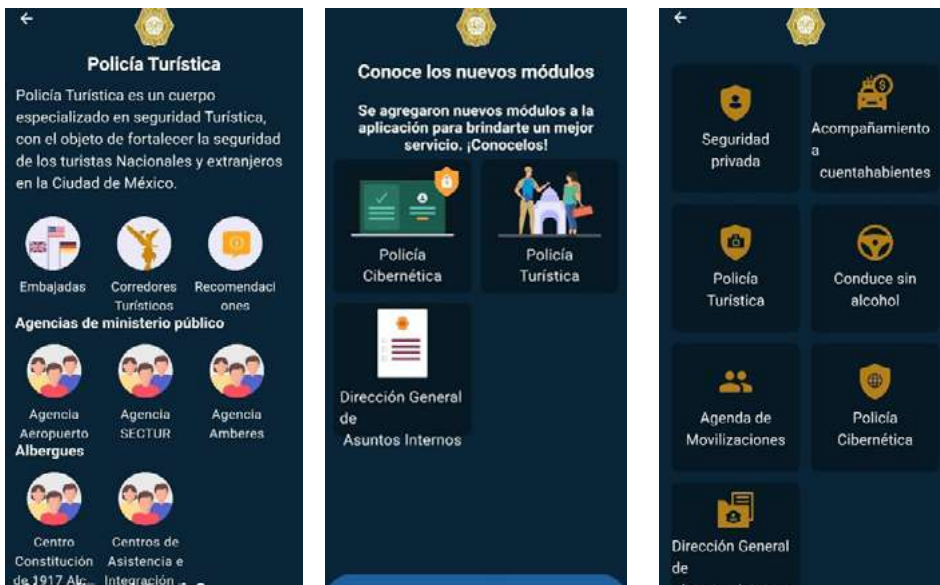 Policía Turística
Policía Turística es un cuerpo
especializado en seguridad Turística,
con el objeto de fortalecer la seguridad
de los turistas Nacionales y extranjeros
en la Ciudad de México.
Embajadas
Corredores
Turísticos
Recomendaci
ones
Agencias de ministerio público
Agencia
Aeropuerto
Agencia
SECTUR
Agencia
Amberes
Albergues
Centro
Constitución
de 1917 Alc...
Centros de
Asistencia e
Integración
Conoce los nuevos módulos
Se agregaron nuevos módulos a la
aplicación para brindarte un mejor
servicio. ¡Conocelos!
Policía
Cibernética
Policía
Turística
Dirección General
de
Asuntos Internos
Seguridad
privada
Acompañamiento
a
cuentahabientes
Policía
Turística
Conduce sin
alcohol
Agenda de
Movilizaciones
Policía
Cibernética
Dirección General
de